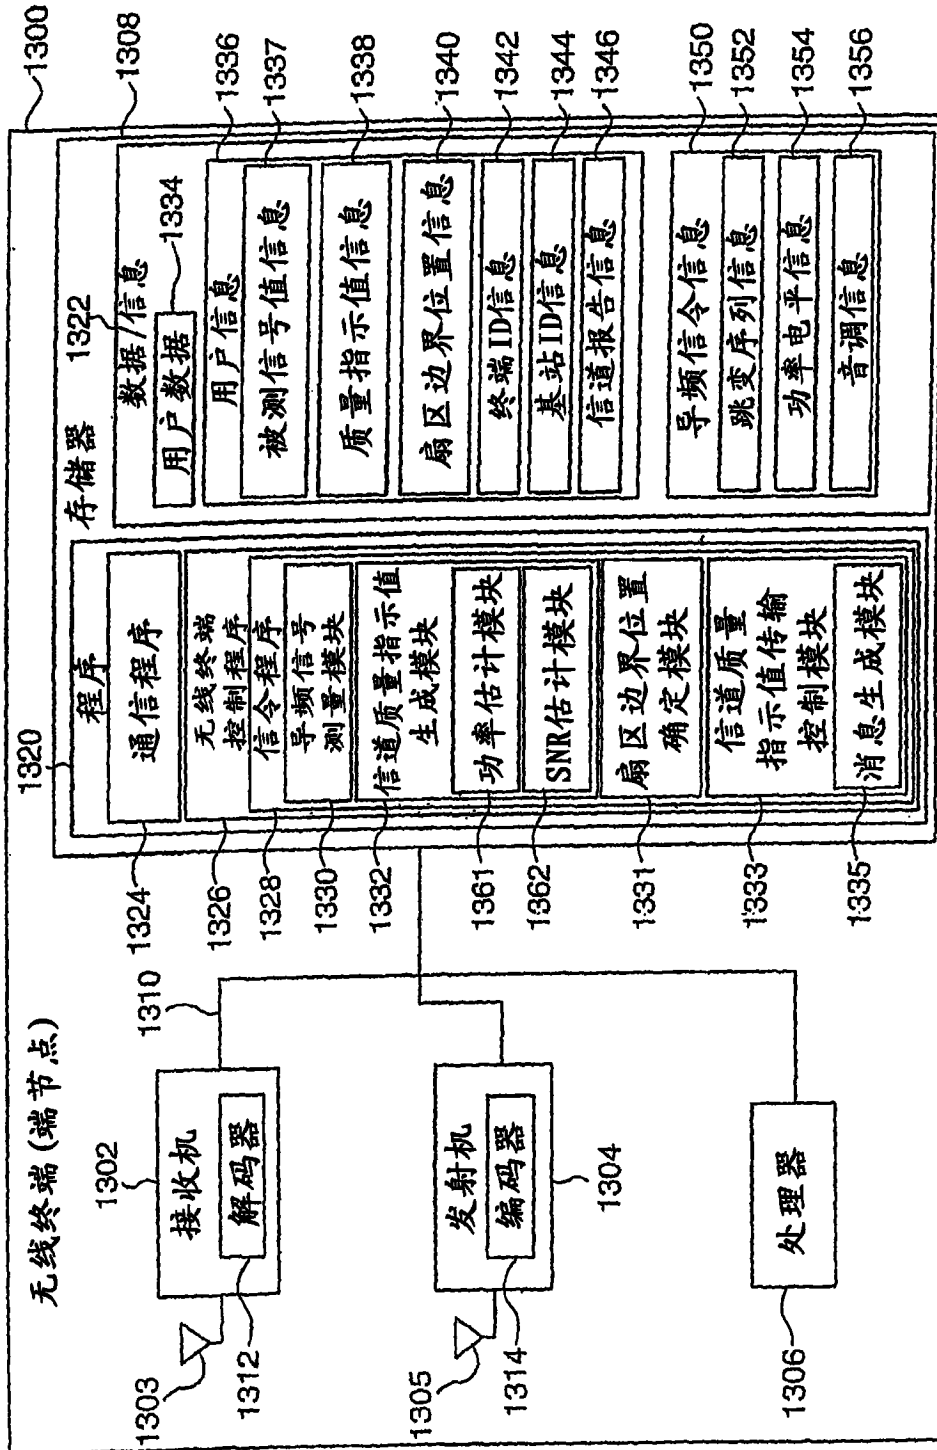 无线终端(端节点)
1300
1303
1302
接收机
解码器
1312
1310
1305
发射机
编码器
1304
1314
处理器
1306
存储器
1308
1320
程序
1324
通信程序
1326
无线终端
控制程序
1328
信令程序
1330
导频信号
测量模块
1332
信道质量指示值
生成模块
1361
功率估计模块
1362
SNR估计模块
1331
扇区边界位置
确定模块
1333
信道质量
指示值传输
控制模块
1335
消息生成模块
1322
数据/信息
用户数据
1334
用户信息
1336
被测信号值信息
1337
质量指示值信息
1338
扇区边界位置信息
1340
终端ID信息
1342
基站ID信息
1344
信道报告信息
1346
导频信令信息
1350
跳变序列信息
1352
功率电平信息
1354
音调信息
1356